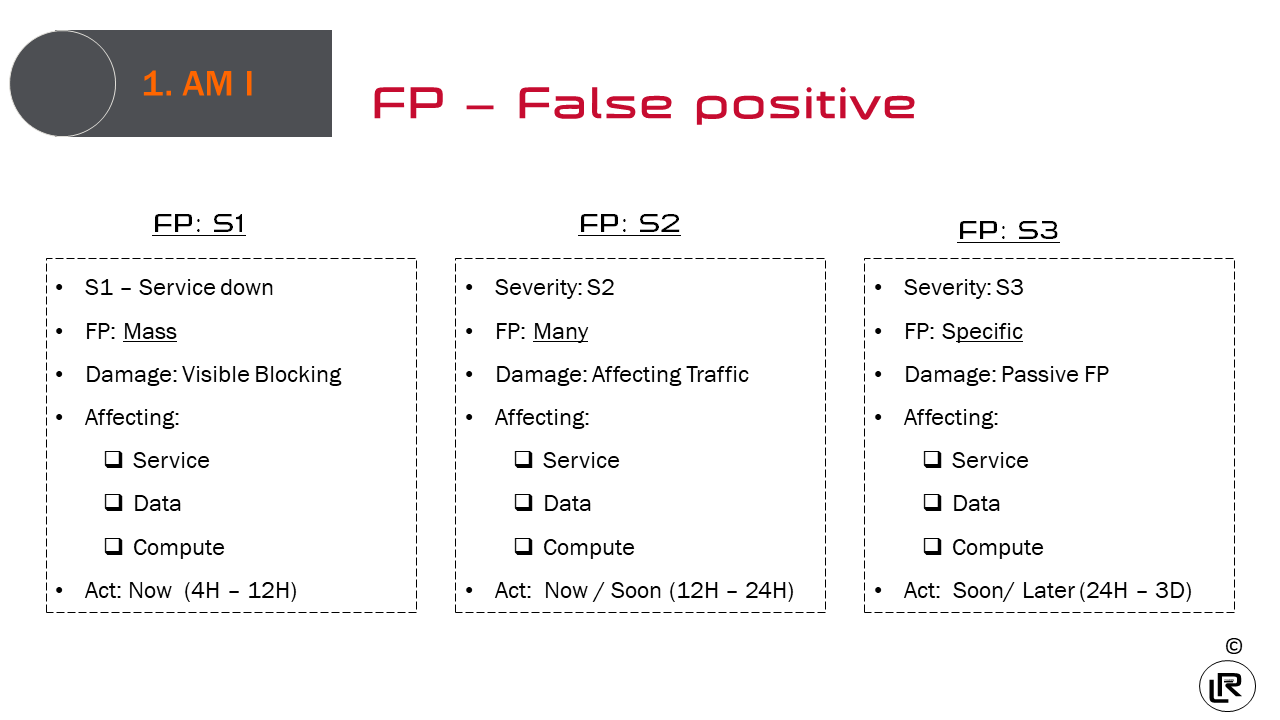 1. AM I
FP – False positive
FP: S1
• S1 – Service down
• FP: Mass
• Damage: Visible Blocking
• Affecting:
❑ Service
❑ Data
❑ Compute
• Act: Now (4H – 12H)
FP: S2
• Severity: S2
• FP: Many
• Damage: Affecting Traffic
• Affecting:
❑ Service
❑ Data
❑ Compute
• Act: Now / Soon (12H – 24H)
FP: S3
• Severity: S3
• FP: Specific
• Damage: Passive FP
• Affecting:
❑ Service
❑ Data
❑ Compute
• Act: Soon/ Later (24H – 3D)
©
LR